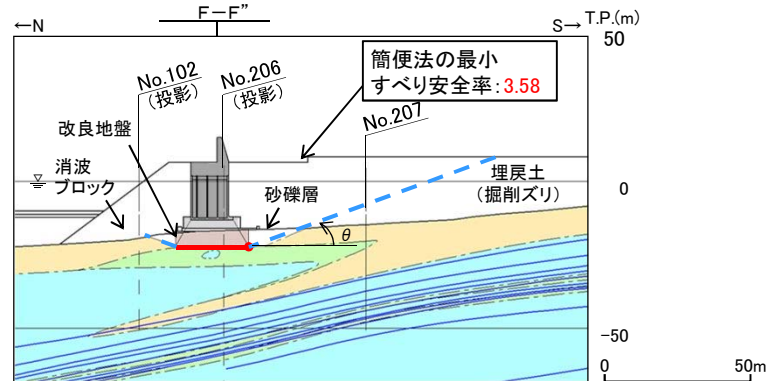 F−F”
←N
S→
T.P.(m)
50
簡便法の最小
すべり安全率：3.58
No.102
(投影)
No.206
(投影)
No.207
改良地盤
消波
ブロック
砂礫層
埋戻土
(掘削ズリ)
0
θ
−50
0
50m